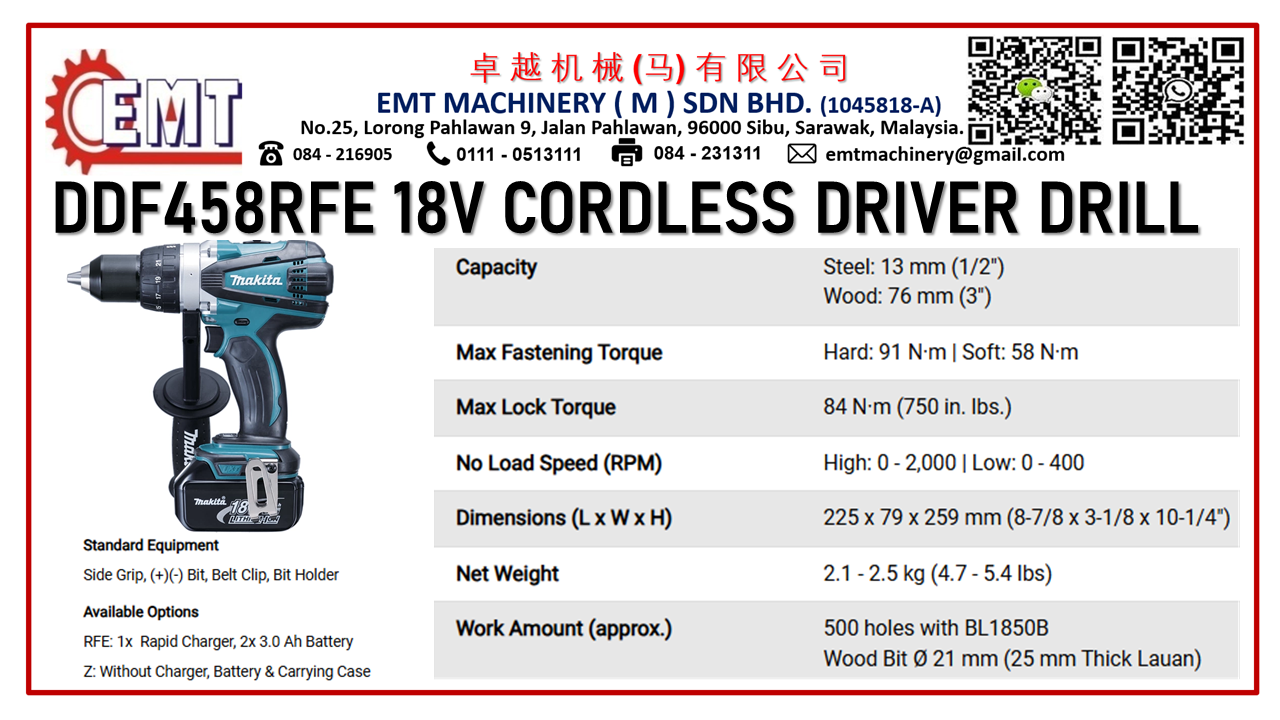 EMT
卓越机械(马)有限公司
EMT MACHINERY ( M ) SDN BHD. (1045818-A)
No.25, Lorong Pahlawan 9, Jalan Pahlawan, 96000 Sibu, Sarawak, Malaysia.
084 - 216905 0111 - 0513111 084 - 231311 emtmachinery@gmail.com
DDF458RFE 18V CORDLESS DRIVER DRILL
makita
21
19
17
Makita
makita
18
LITHIUM-ION
Standard Equipment
Side Grip, (+)(-) Bit, Belt Clip, Bit Holder
Available Options
RFE: 1x Rapid Charger, 2x 3.0 Ah Battery
Z: Without Charger, Battery & Carrying Case
Capacity Steel: 13 mm (1/2")
Wood: 76 mm (3")
Max Fastening Torque Hard: 91 N·m | Soft: 58 N·m
Max Lock Torque 84 N·m (750 in. lbs.)
No Load Speed (RPM) High: 0 - 2,000 | Low: 0 - 400
Dimensions (L x W x H) 225 x 79 x 259 mm (8-7/8 x 3-1/8 x 10-1/4")
Net Weight 2.1 - 2.5 kg (4.7 - 5.4 lbs)
Work Amount (approx.) 500 holes with BL1850B
Wood Bit Ø 21 mm (25 mm Thick Lauan)